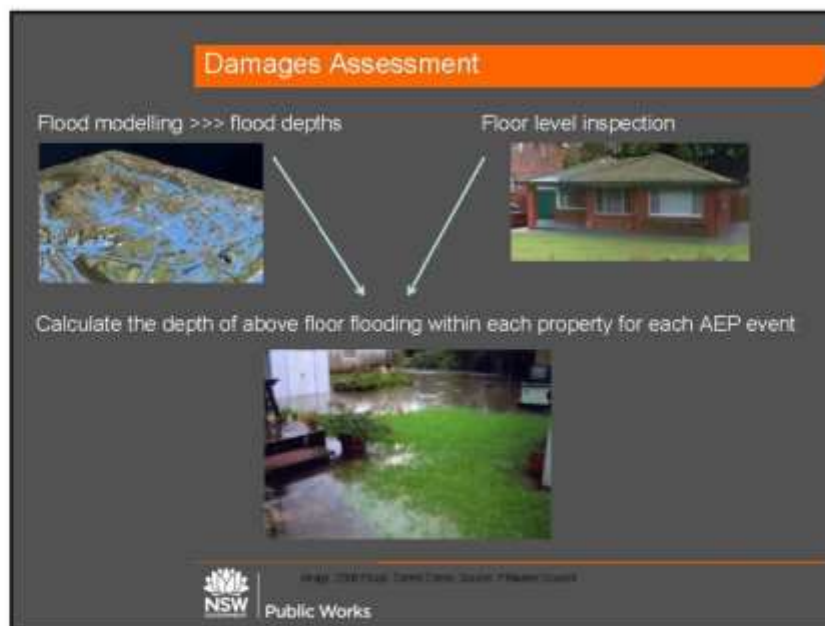 Damages Assessment
Flood modelling >>> flood depths
Floor level inspection
Calculate the depth of above floor flooding within each property for each AEP event
NSW
Public Works